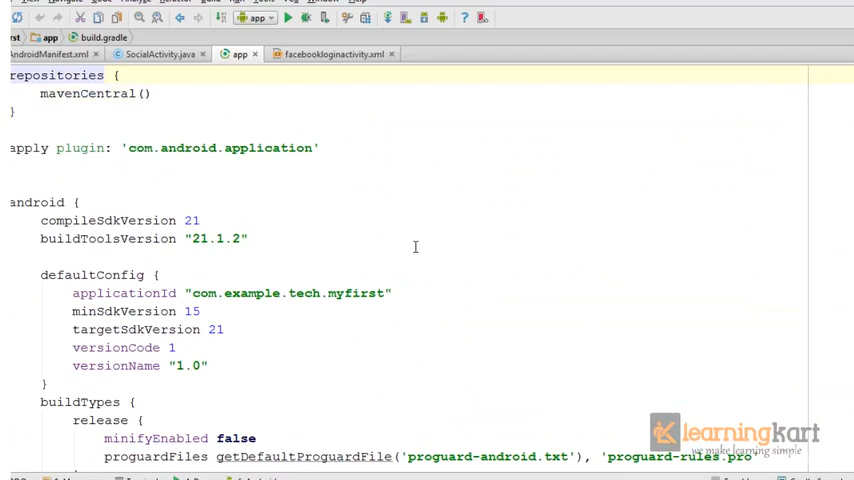 app
rst app build.gradle
AndroidManifest.xml SocialActivity.java app facebookloginactivity.xml
repositories {
mavenCentral()
}
apply plugin: 'com.android.application'
android {
compileSdkVersion 21
buildToolsVersion "21.1.2"
defaultConfig {
applicationId "com.example.tech.myfirst"
minSdkVersion 15
targetSdkVersion 21
versionCode 1
versionName "1.0"
}
buildTypes {
release {
minifyEnabled false
proguardFiles getDefaultProguardFile('proguard-android.txt'), 'proguard-rules.pro'
learningkart
we make learning simple